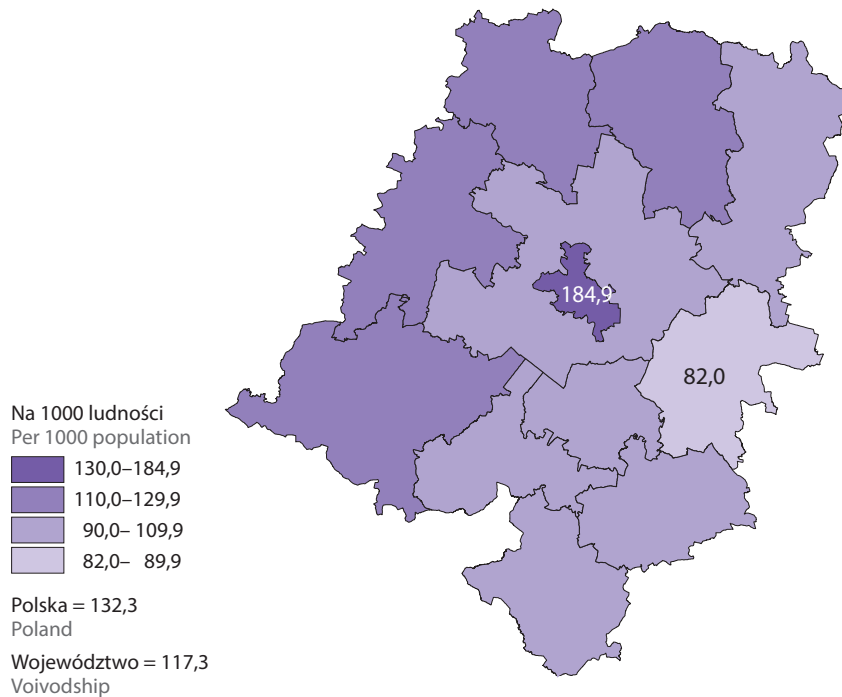 184,9
82,0
Na 1000 ludności
Per 1000 population
130,0–184,9
110,0–129,9
90,0– 109,9
82,0– 89,9
Polska = 132,3
Poland
Województwo = 117,3
Voivodship